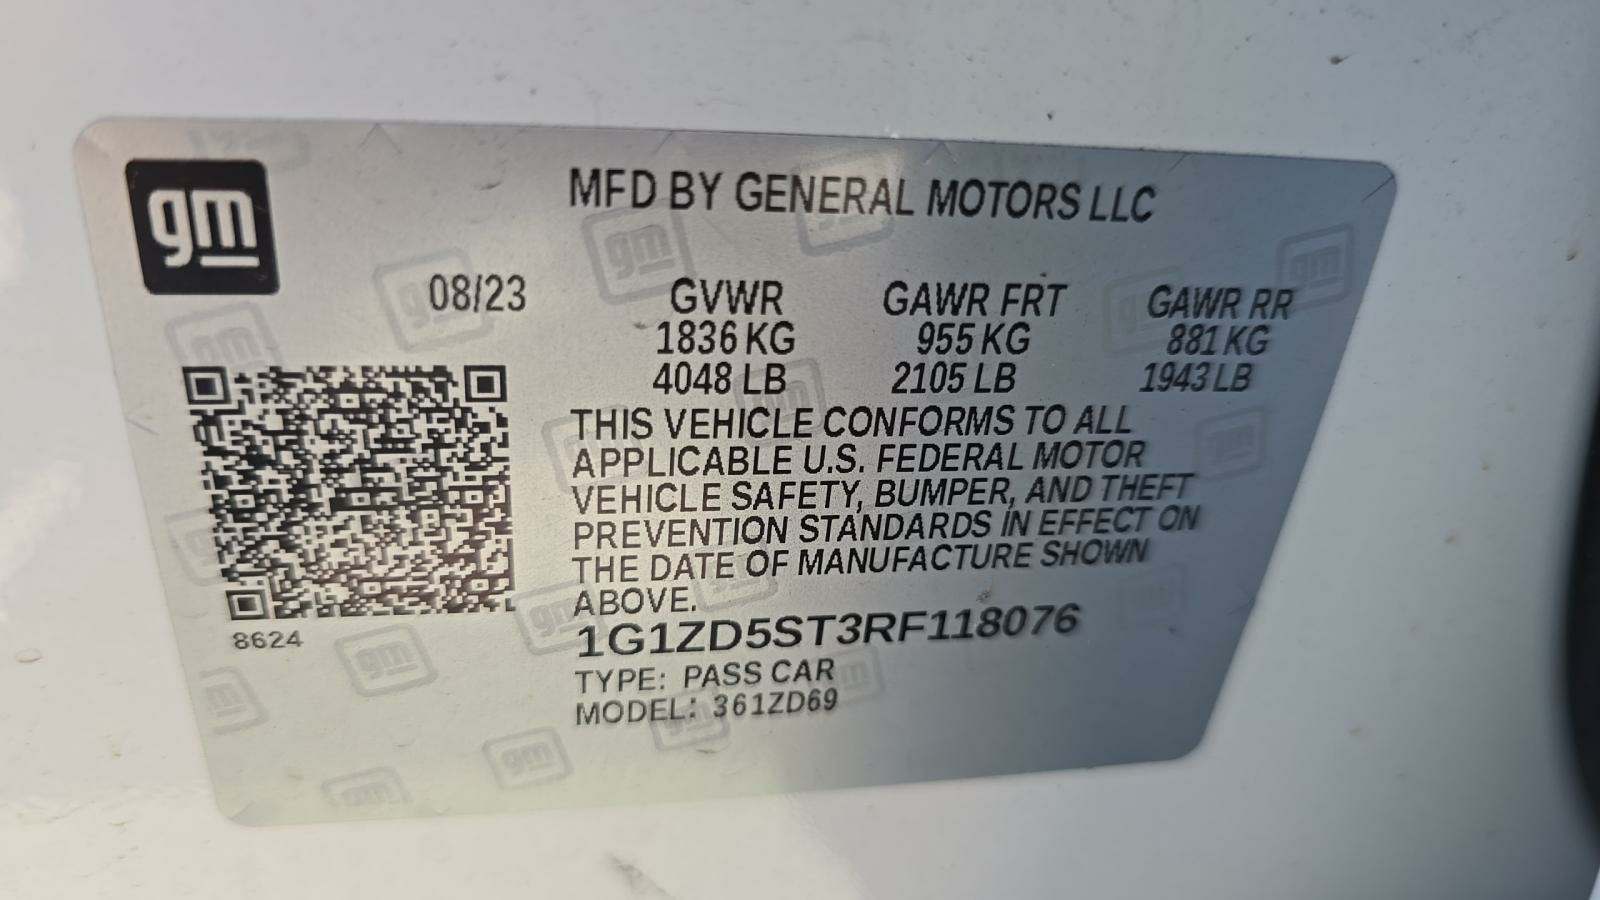 gm
MFD BY GENERAL MOTORS LLC
08/23 GVWR GAWR FRT GAWR RR
1836 KG 955 KG 881 KG
4048 LB 2105 LB 1943 LB
THIS VEHICLE CONFORMS TO ALL
APPLICABLE U.S. FEDERAL MOTOR
VEHICLE SAFETY, BUMPER, AND THEFT
PREVENTION STANDARDS IN EFFECT ON
THE DATE OF MANUFACTURE SHOWN
ABOVE.
8624
1G1ZD5ST3RF118076
TYPE: PASS CAR
MODEL: 361ZD69